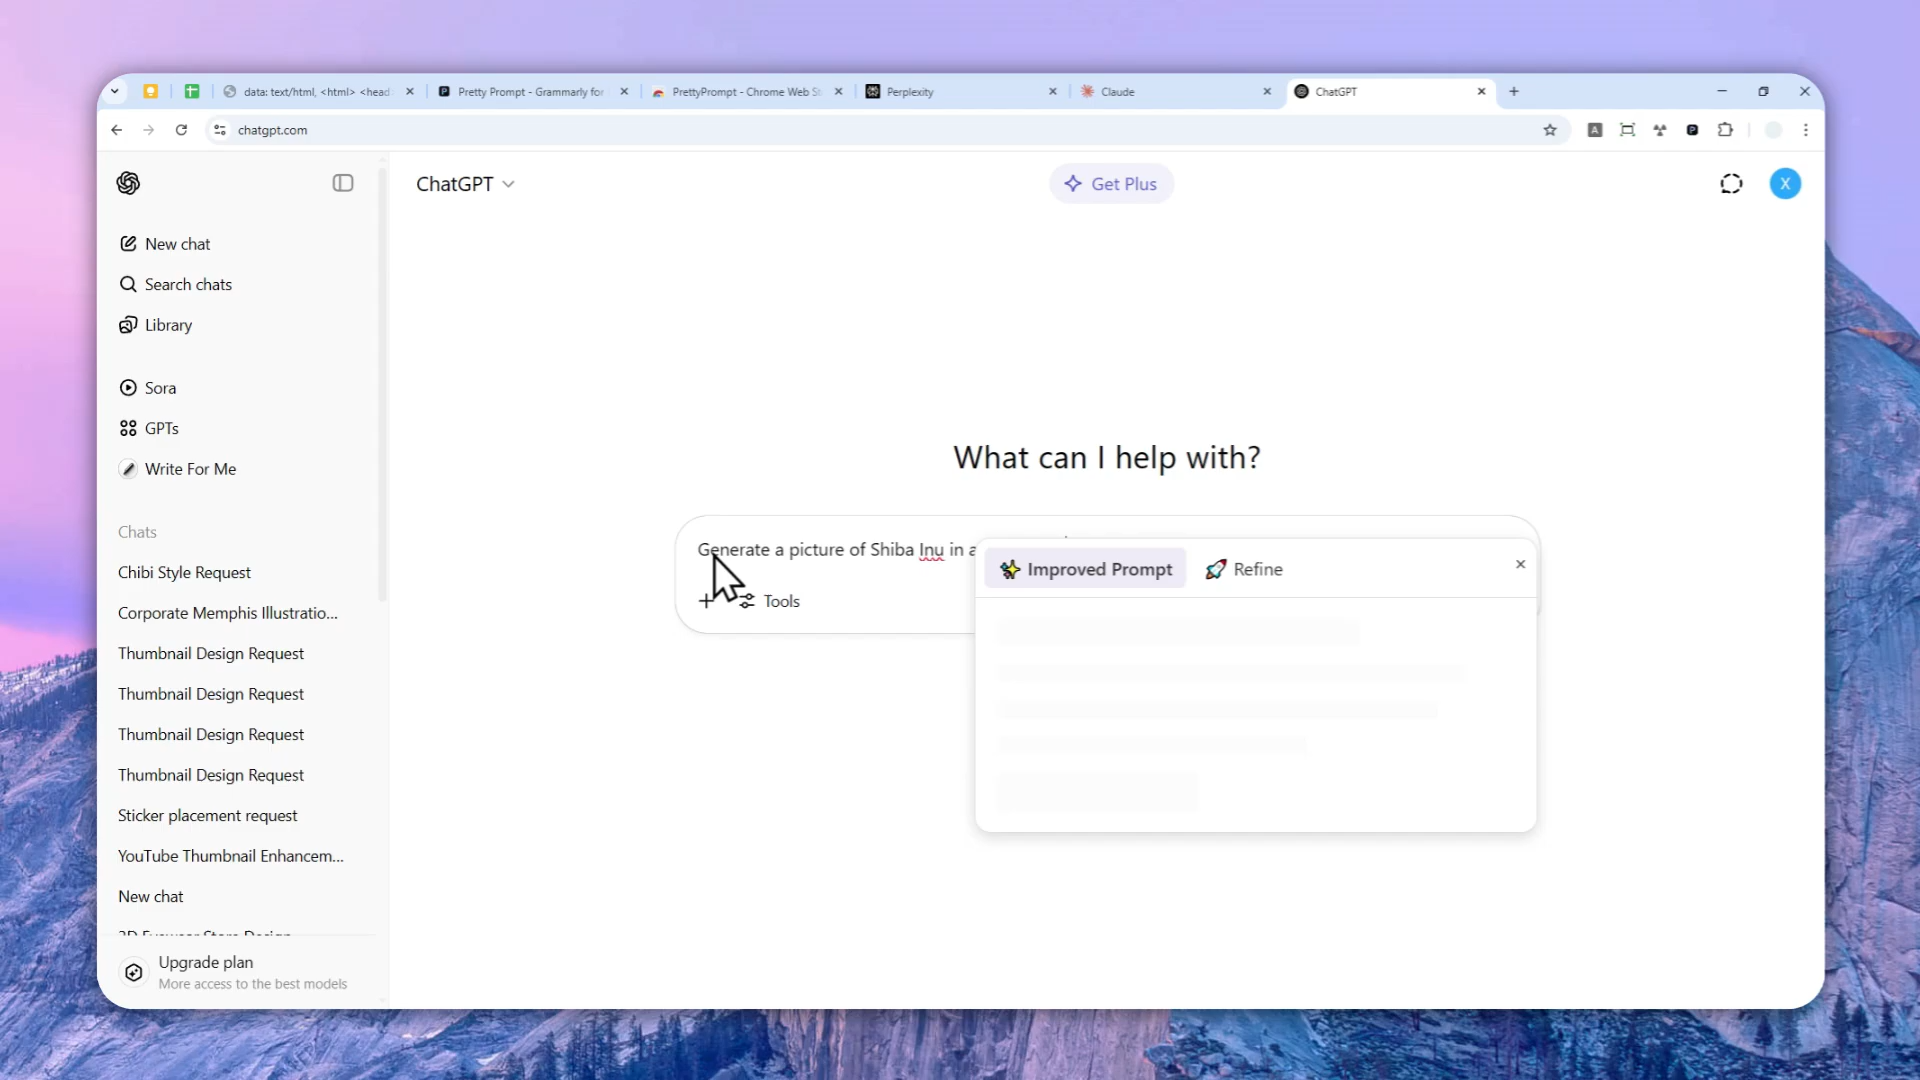 data: text/html, <html> <head
Pretty Prompt - Grammarly for
PrettyPrompt - Chrome Web St
Perplexity
Claude
ChatGPT
chatgpt.com
A
P
ChatGPT
Get Plus
X
New chat
Search chats
Library
Sora
GPTs
Write For Me
Chats
Chibi Style Request
Corporate Memphis Illustratio...
Thumbnail Design Request
Thumbnail Design Request
Thumbnail Design Request
Thumbnail Design Request
Sticker placement request
YouTube Thumbnail Enhancem...
New chat
Upgrade plan
More access to the best models
What can I help with?
Generate a picture of Shiba Inu in a
Tools
Improved Prompt
Refine